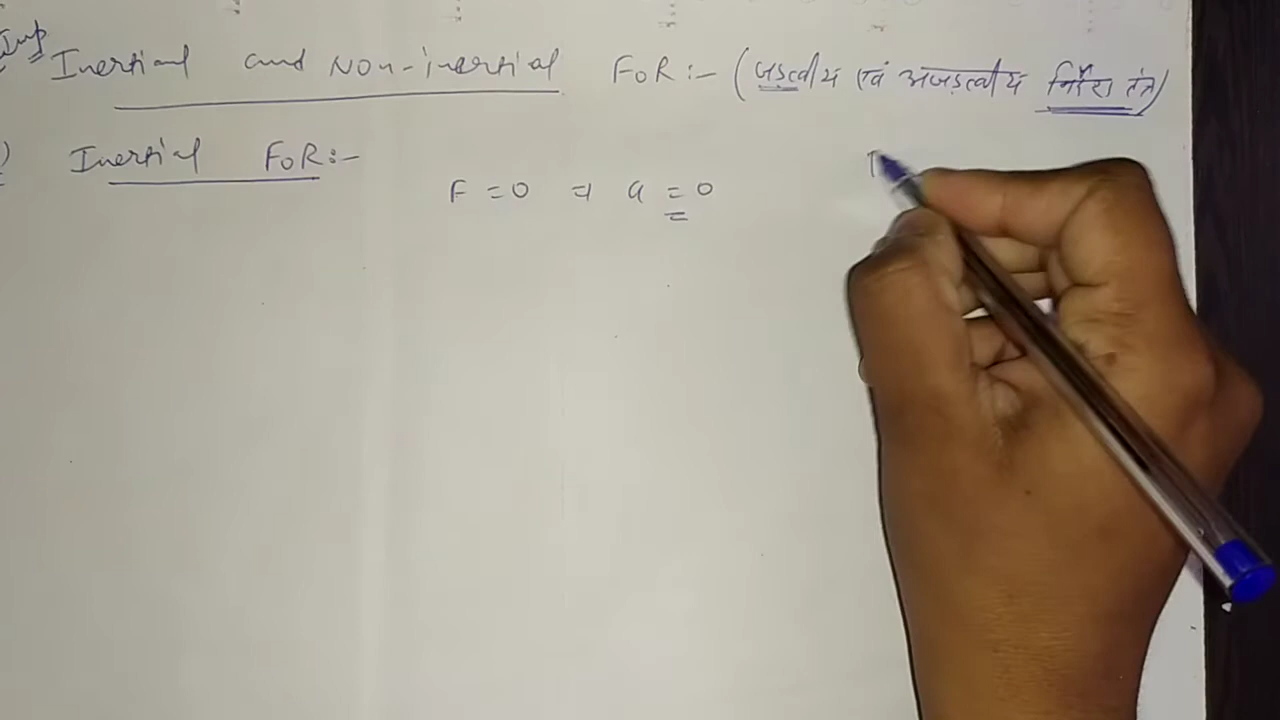 Imp
Inertial and Non-inertial FoR:- (जड़त्वीय एवं अजड़त्वीय निर्देश तंत्र)
) Inertial FoR:-
F = 0 ⇒ a = 0